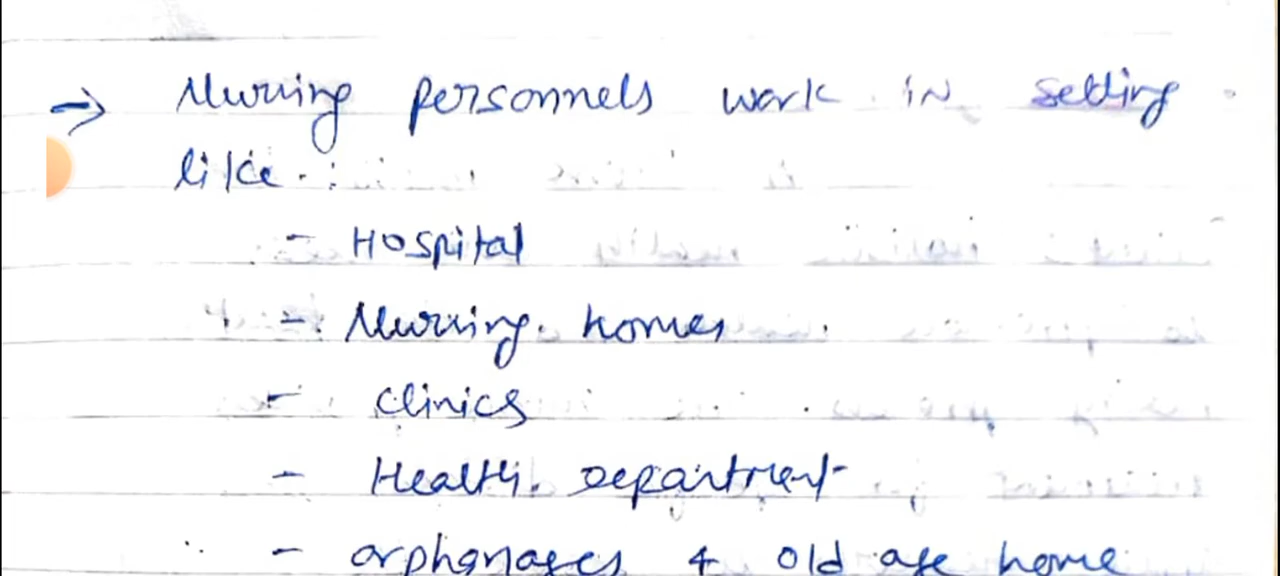 → Nursing personnels work in setting
like :
- Hospital
- Nursing homes
- clinics
- Health Department
- orphanages & old age home